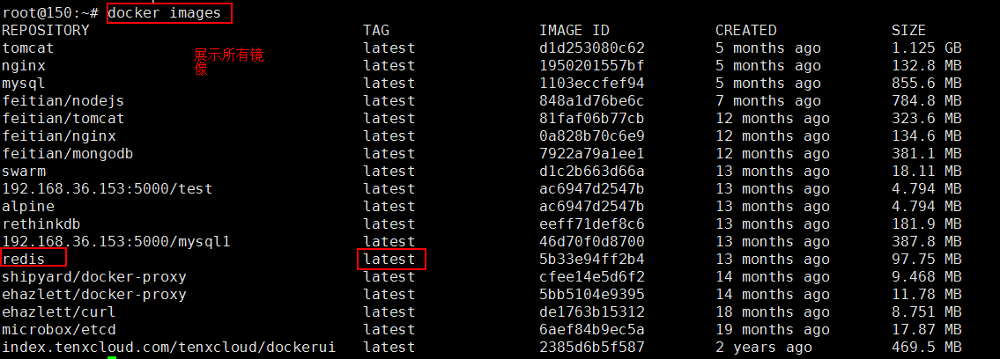 root@150:~# docker images
REPOSITORY TAG IMAGE ID CREATED SIZE
tomcat latest d1d253080c62 5 months ago 1.125 GB
展示所有镜
像
nginx latest 1950201557bf 5 months ago 132.8 MB
mysql latest 1103eccfef94 5 months ago 855.6 MB
feitian/nodejs latest 848a1d76be6c 7 months ago 784.8 MB
feitian/tomcat latest 81faf06b77cb 12 months ago 323.6 MB
feitian/nginx latest 0a828b70c6e9 12 months ago 134.6 MB
feitian/mongodb latest 7922a79a1ee1 12 months ago 381.1 MB
swarm latest d1c2b663d66a 13 months ago 18.11 MB
192.168.36.153:5000/test latest ac6947d2547b 13 months ago 4.794 MB
alpine latest ac6947d2547b 13 months ago 4.794 MB
rethinkdb latest eeff71def8c6 13 months ago 181.9 MB
192.168.36.153:5000/mysql1 latest 46d70f0d8700 13 months ago 387.8 MB
redis latest 5b33e94ff2b4 13 months ago 97.75 MB
shipyard/docker-proxy latest cfee14e5d6f2 14 months ago 9.468 MB
ehazlett/docker-proxy latest 5bb5104e9395 14 months ago 11.78 MB
ehazlett/curl latest de1763b15312 18 months ago 8.751 MB
microbox/etcd latest 6aef84b9ec5a 19 months ago 17.87 MB
index.tenxcloud.com/tenxcloud/dockerui latest 2385d6b5f587 2 years ago 469.5 MB